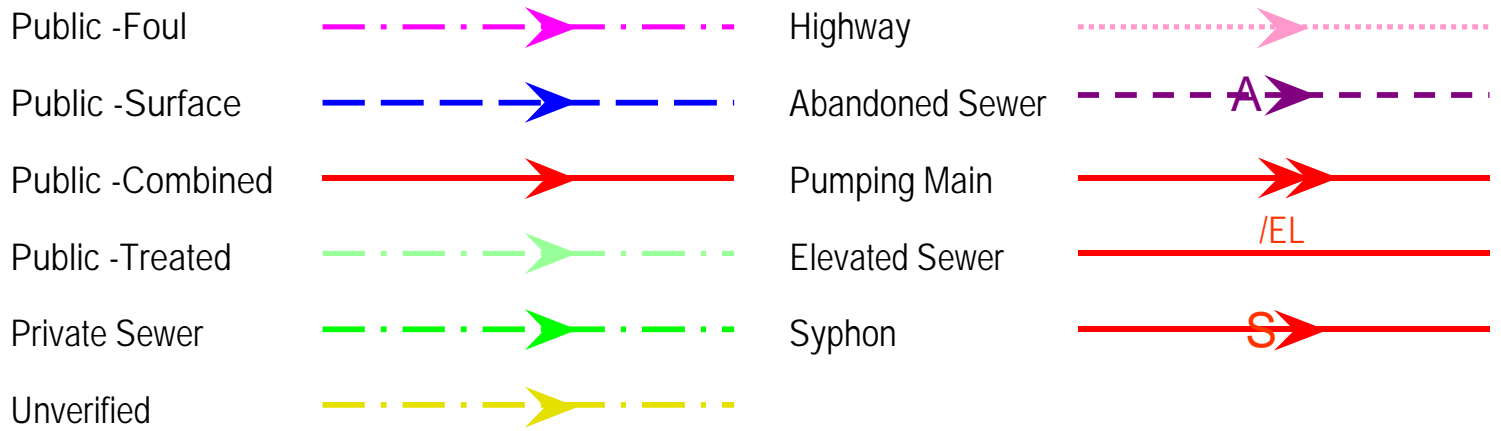 Public -Foul
Highway
Public -Surface
Abandoned Sewer
A
Public -Combined
Pumping Main
/EL
Public -Treated
Elevated Sewer
Private Sewer
Syphon
S
Unverified